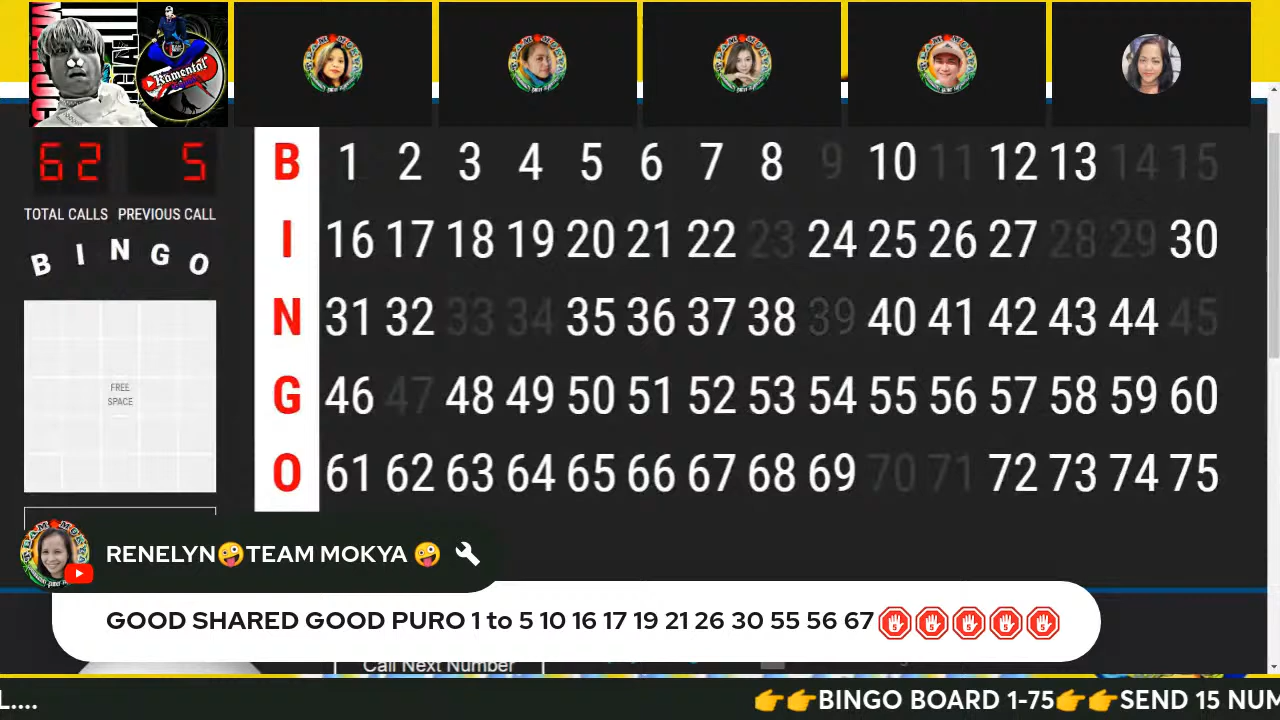 Kamental
62 5
TOTAL CALLS PREVIOUS CALL
B I N G O
FREE
SPACE
B 1 2 3 4 5 6 7 8 9 10 11 12 13 14 15
I 16 17 18 19 20 21 22 23 24 25 26 27 28 29 30
N 31 32 33 34 35 36 37 38 39 40 41 42 43 44 45
G 46 47 48 49 50 51 52 53 54 55 56 57 58 59 60
O 61 62 63 64 65 66 67 68 69 70 71 72 73 74 75
RENELYN🤪TEAM MOKYA 🤪 🔧
GOOD SHARED GOOD PURO 1 to 5 10 16 17 19 21 26 30 55 56 67
Call Next Number
L.... 👉👉BINGO BOARD 1-75👉👉SEND 15 NUM